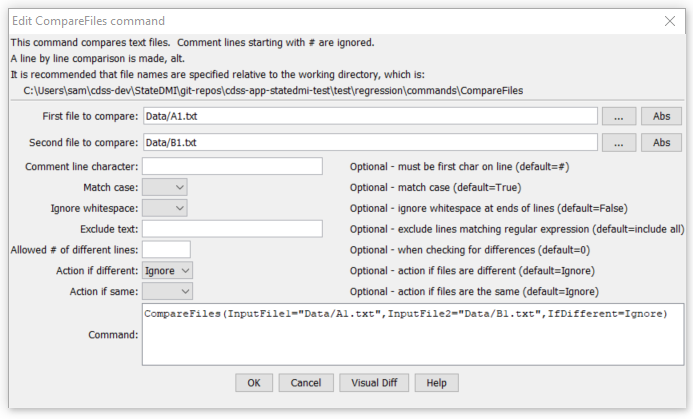 Edit CompareFiles command
This command compares text files.  Comment lines starting with # are ignored.
A line by line comparison is made, alt.
It is recommended that file names are specified relative to the working directory, which is:
C:\Users\sam\cdss-dev\StateDMI\git-repos\cdss-app-statedmi-test\test\regression\commands\CompareFiles
First file to compare: Data/A1.txt ... Abs
Second file to compare: Data/B1.txt ... Abs
Comment line character: Optional - must be first char on line (default=#)
Match case: Optional - match case (default=True)
Ignore whitespace: Optional - ignore whitespace at ends of lines (default=False)
Exclude text: Optional - exclude lines matching regular expression (default=include all)
Allowed # of different lines: Optional - when checking for differences (default=0)
Action if different: Ignore Optional - action if files are different (default=Ignore)
Action if same: Optional - action if files are the same (default=Ignore)
Command: CompareFiles(InputFile1="Data/A1.txt",InputFile2="Data/B1.txt",IfDifferent=Ignore)
OK Cancel Visual Diff Help